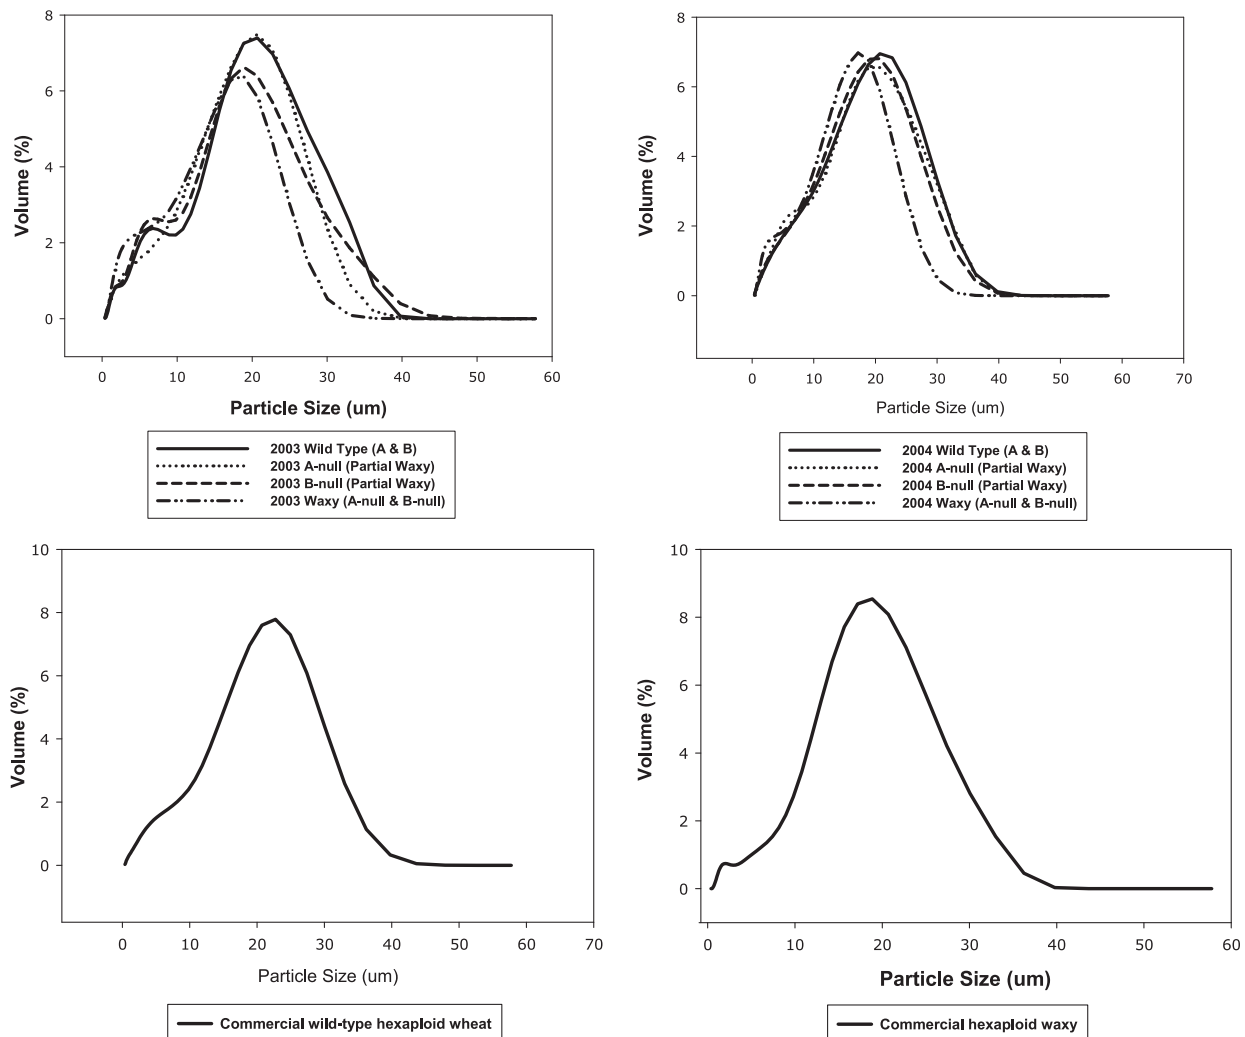 8
6
4
2
0
Volume (%)
0 10 20 30 40 50 60
Particle Size (um)
2003 Wild Type (A & B)
2003 A-null (Partial Waxy)
2003 B-null (Partial Waxy)
2003 Waxy (A-null & B-null)
8
6
4
2
0
Volume (%)
0 10 20 30 40 50 60 70
Particle Size (um)
2004 Wild Type (A & B)
2004 A-null (Partial Waxy)
2004 B-null (Partial Waxy)
2004 Waxy (A-null & B-null)
10
8
6
4
2
0
Volume (%)
0 10 20 30 40 50 60 70
Particle Size (um)
Commercial wild-type hexaploid wheat
10
8
6
4
2
0
Volume (%)
0 10 20 30 40 50 60
Particle Size (um)
Commercial hexaploid waxy